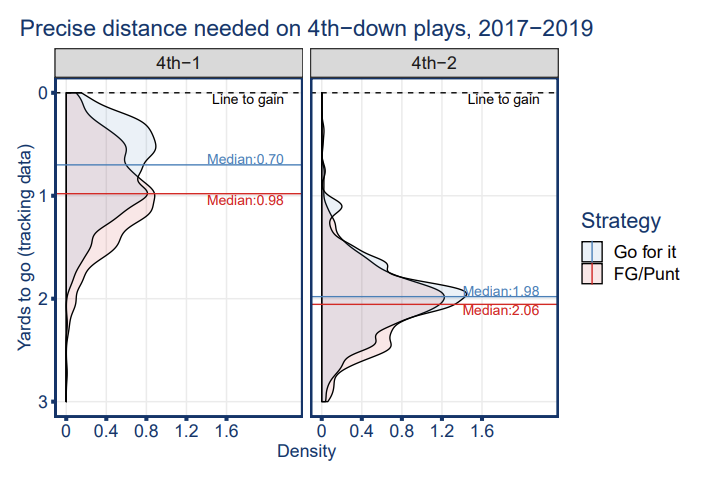 Precise distance needed on 4th−down plays, 2017−2019
4th−1
4th−2
Yards to go (tracking data)
0
1
2
3
Line to gain
Median:0.70
Median:0.98
Line to gain
Median:1.98
Median:2.06
0 0.4 0.8 1.2 1.6
0 0.4 0.8 1.2 1.6
Density
Strategy
Go for it
FG/Punt